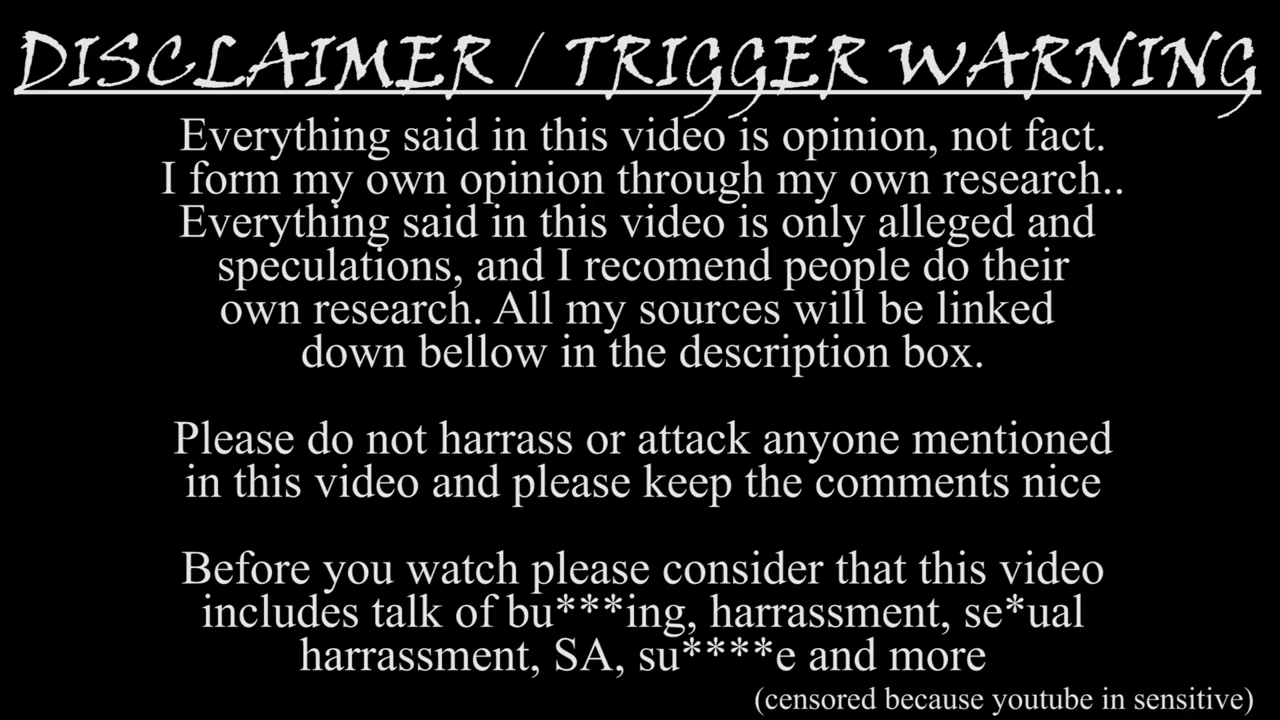 DISCLAIMER / TRIGGER WARNING
Everything said in this video is opinion, not fact.
I form my own opinion through my own research..
Everything said in this video is only alleged and
speculations, and I recomend people do their
own research. All my sources will be linked
down bellow in the description box.
Please do not harrass or attack anyone mentioned
in this video and please keep the comments nice
Before you watch please consider that this video
includes talk of bu***ing, harrassment, se*ual
harrassment, SA, su****e and more
(censored because youtube in sensitive)